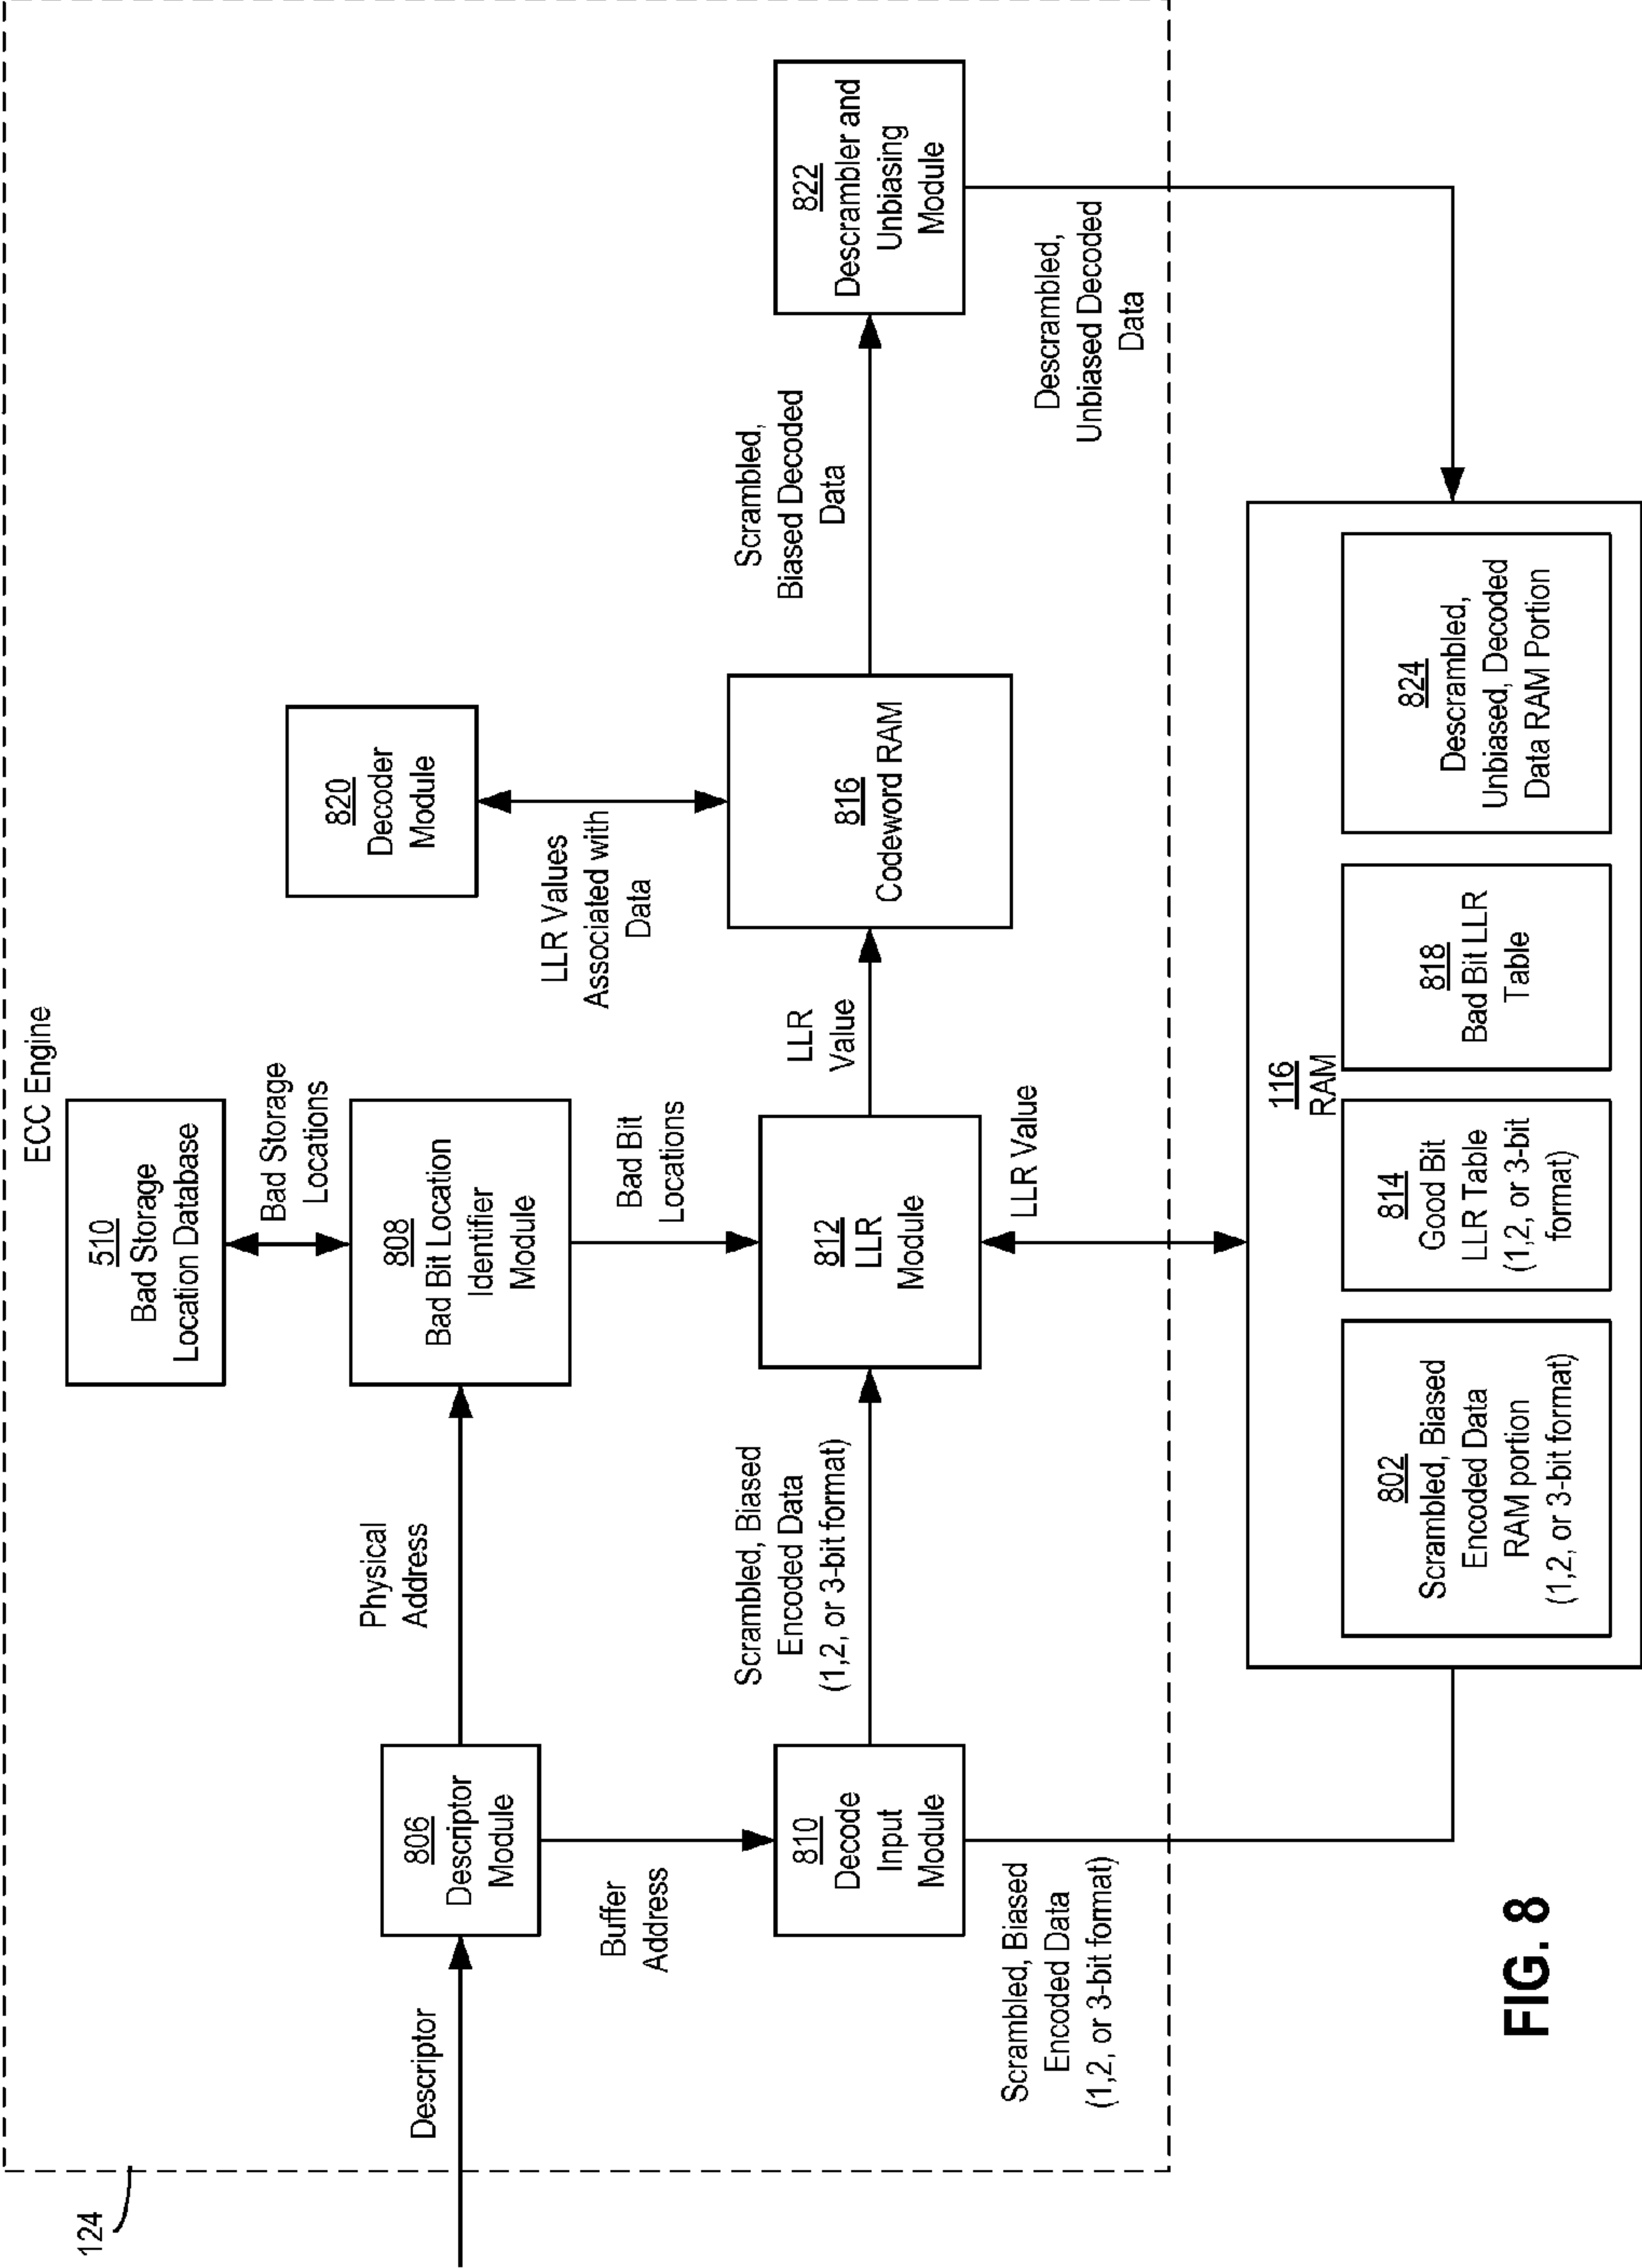 124
ECC Engine
510
Bad Storage
Location Database
Bad Storage
Locations
Descriptor
806
Descriptor
Module
Physical
Address
808
Bad Bit Location
Identifier
Module
820
Decoder
Module
Buffer
Address
Bad Bit
Locations
LLR Values
Associated with
Data
810
Decode
Input
Module
Scrambled, Biased
Encoded Data
(1,2, or 3-bit format)
812
LLR
Module
LLR
Value
816
Codeword RAM
Scrambled,
Biased Decoded
Data
822
Descrambler and
Unbiasing
Module
Scrambled, Biased
Encoded Data
(1,2, or 3-bit format)
LLR Value
Descrambled,
Unbiased Decoded
Data
116
RAM
802
Scrambled, Biased
Encoded Data
RAM portion
(1,2, or 3-bit format)
814
Good Bit
LLR Table
(1,2, or 3-bit
format)
818
Bad Bit LLR
Table
824
Descrambled,
Unbiased, Decoded
Data RAM Portion
FIG. 8